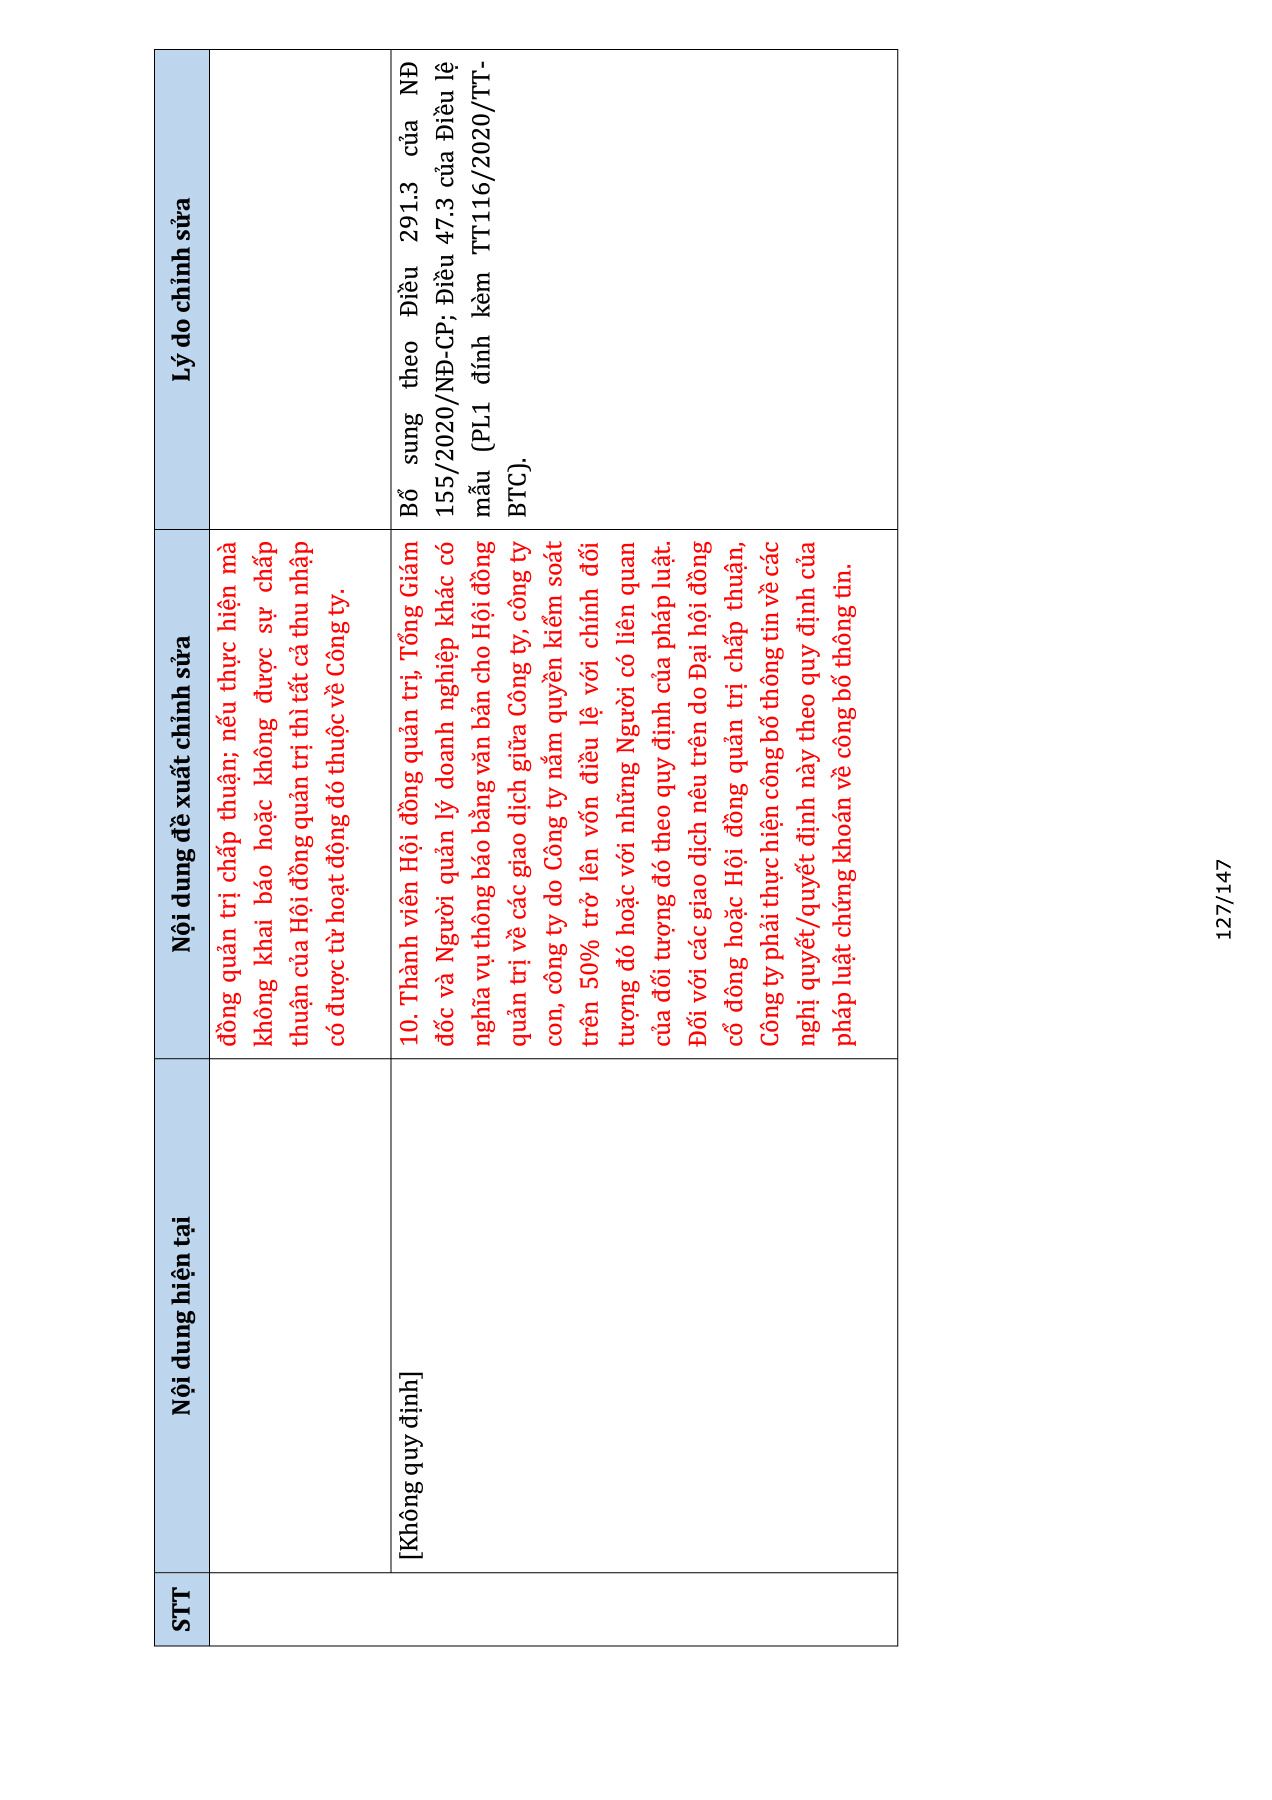 STT
Nội dung hiện tại
Nội dung đề xuất chỉnh sửa
Lý do chỉnh sửa
đồng quản trị chấp thuận; nếu thực hiện mà
không khai báo hoặc không được sự chấp
thuận của Hội đồng quản trị thì tất cả thu nhập
có được từ hoạt động đó thuộc về Công ty.
[Không quy định]
10. Thành viên Hội đồng quản trị, Tổng Giám
đốc và Người quản lý doanh nghiệp khác có
nghĩa vụ thông báo bằng văn bản cho Hội đồng
quản trị về các giao dịch giữa Công ty, công ty
con, công ty do Công ty nắm quyền kiểm soát
trên 50% trở lên vốn điều lệ với chính đối
tượng đó hoặc với những Người có liên quan
của đối tượng đó theo quy định của pháp luật.
Đối với các giao dịch nêu trên do Đại hội đồng
cổ đông hoặc Hội đồng quản trị chấp thuận,
Công ty phải thực hiện công bố thông tin về các
nghị quyết/quyết định này theo quy định của
pháp luật chứng khoán về công bố thông tin.
Bổ sung theo Điều 291.3 của NĐ
155/2020/NĐ-CP; Điều 47.3 của Điều lệ
mẫu (PL1 đính kèm TT116/2020/TT-
BTC).
127/147